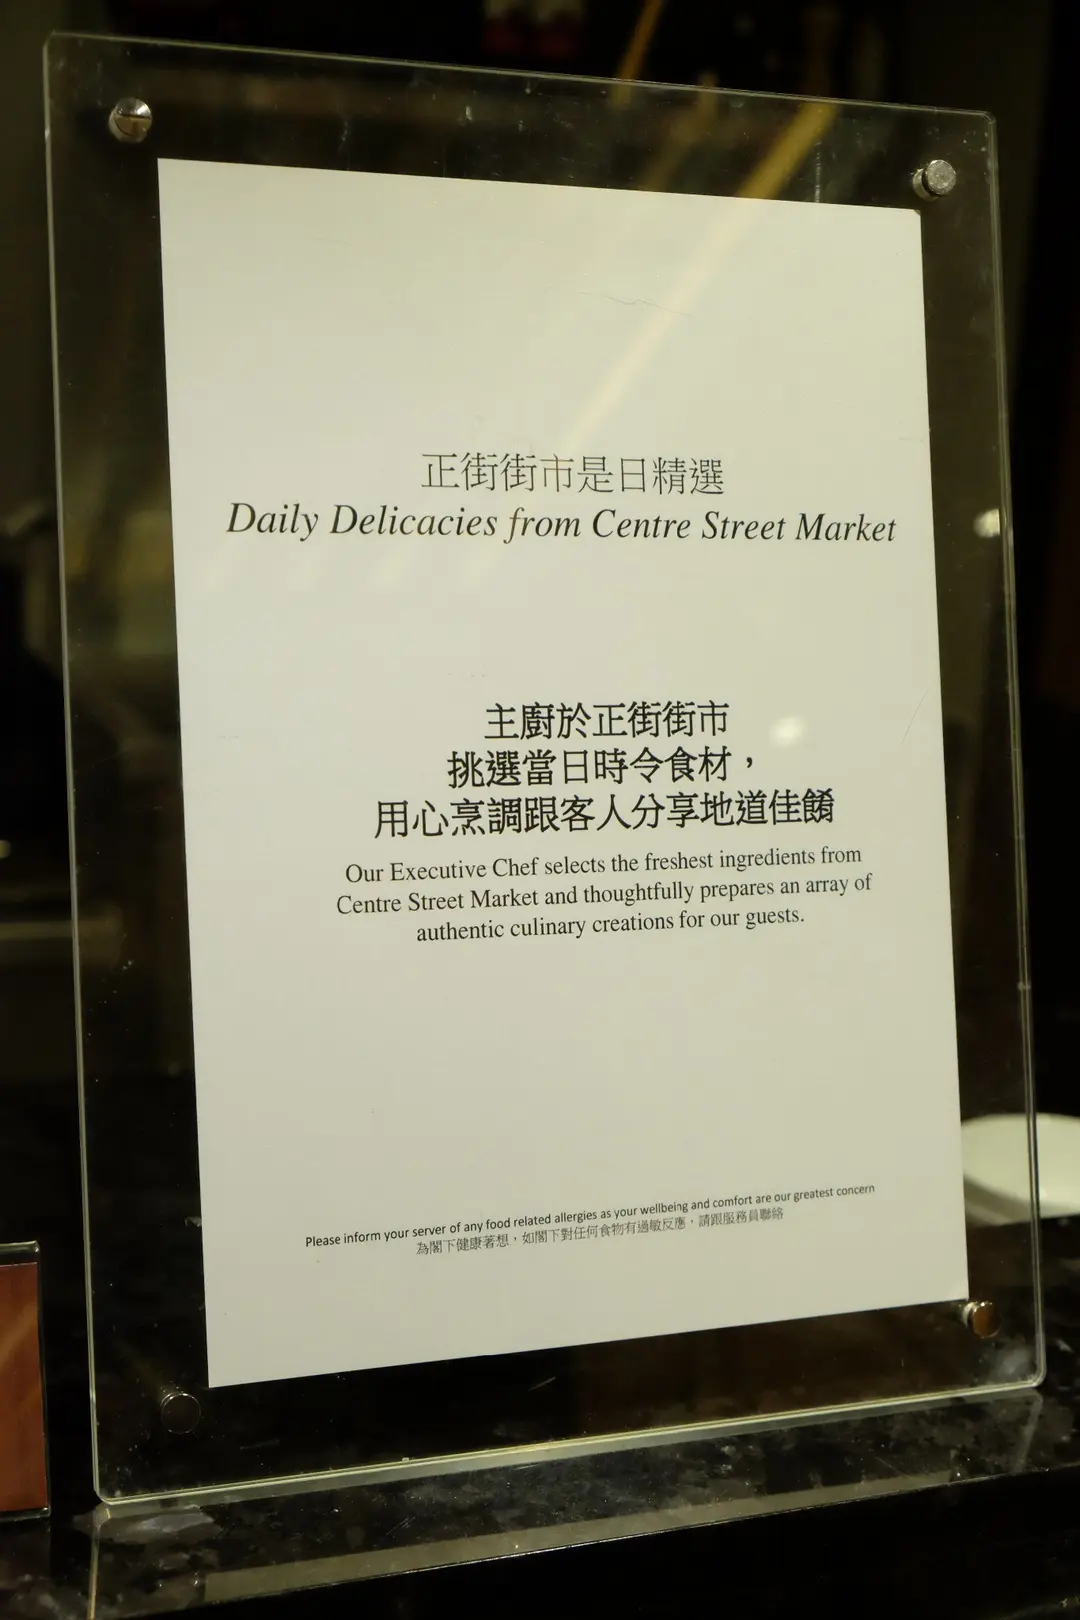 正街街市是日精選
Daily Delicacies from Centre Street Market
主廚於正街街市
挑選當日時令食材，
用心烹調跟客人分享地道佳餚
Our Executive Chef selects the freshest ingredients from
Centre Street Market and thoughtfully prepares an array of
authentic culinary creations for our guests.
Please inform your server of any food related allergies as your wellbeing and comfort are our greatest concern
為閣下健康著想，如閣下對任何食物有過敏反應，請跟服務員聯絡